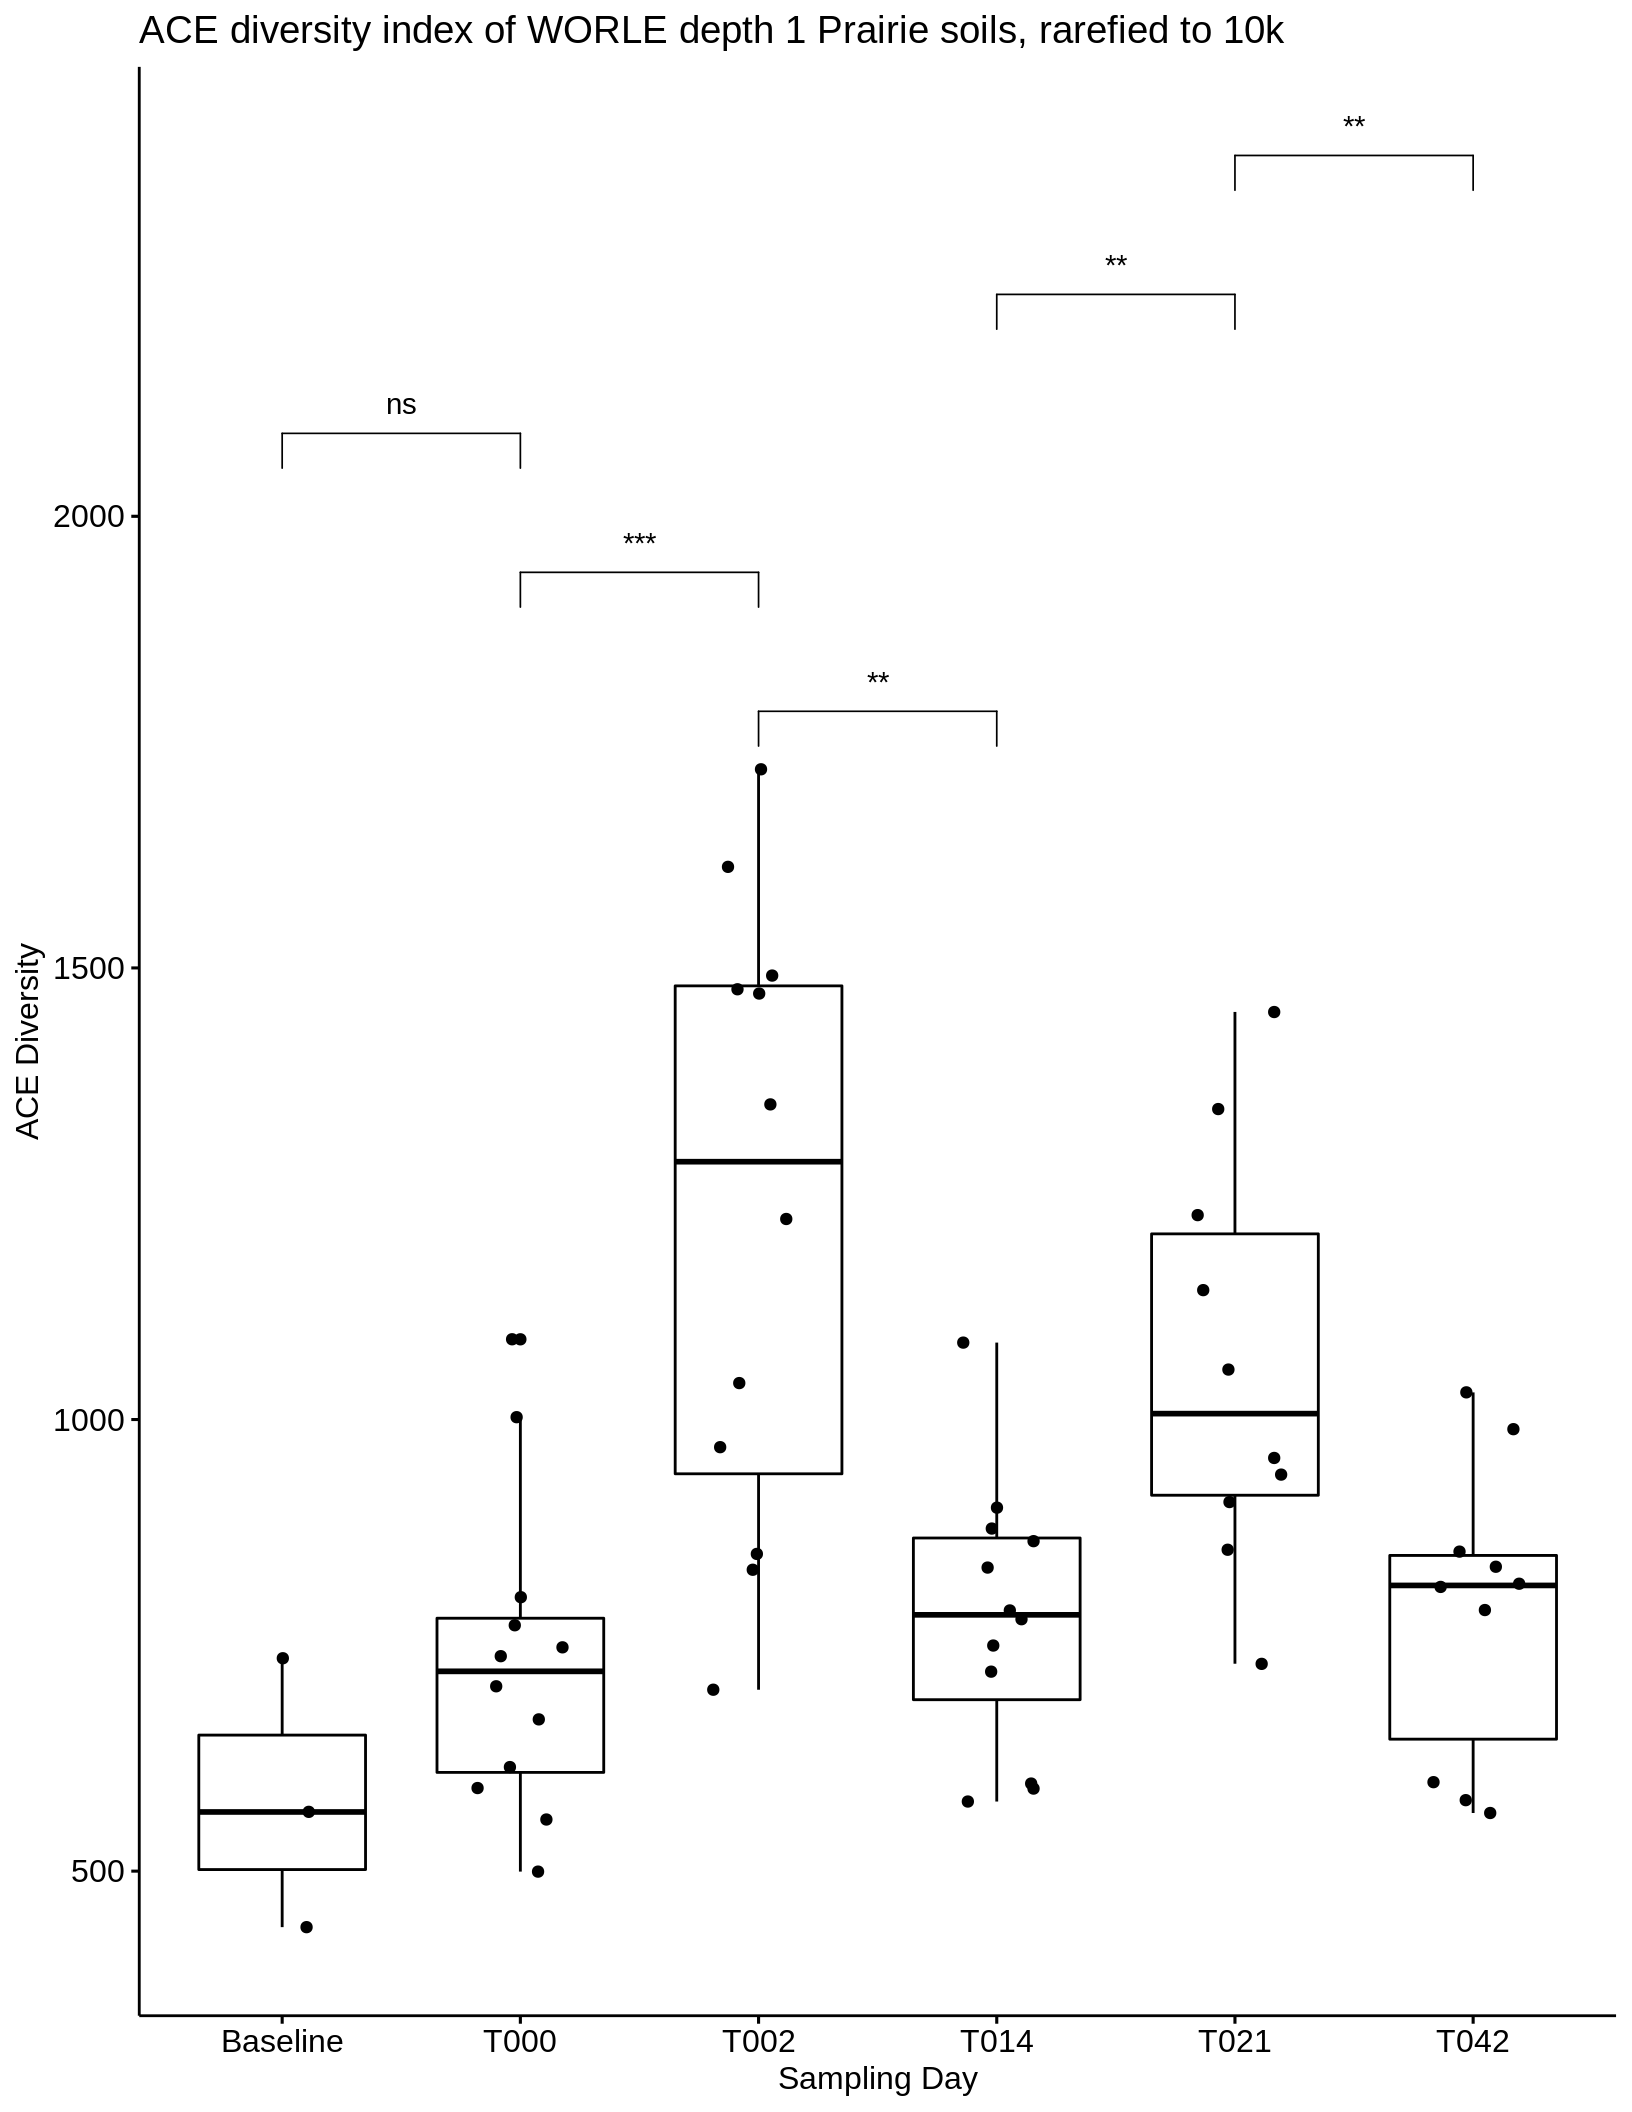 ACE diversity index of WORLE depth 1 Prairie soils, rarefied to 10k
**
**
ns
***
**
2000
1500
1000
500
ACE Diversity
Baseline T000 T002 T014 T021 T042
Sampling Day